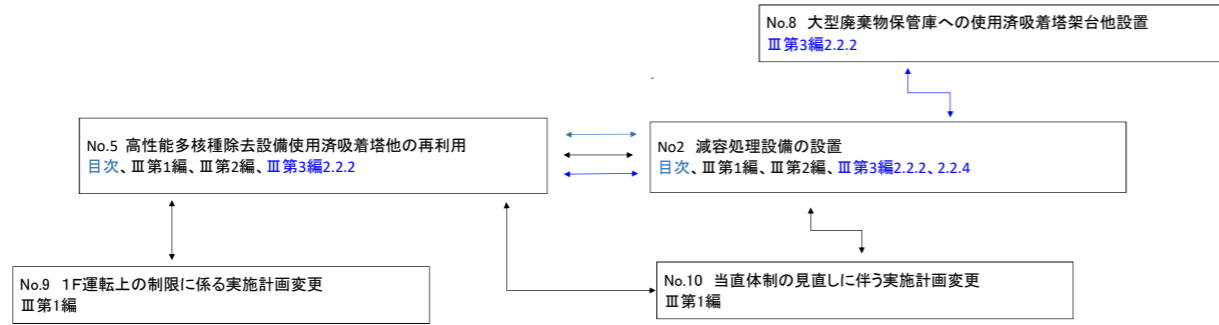 No.8 大型廃棄物保管庫への使用済吸着塔架台他設置
Ⅲ第3編2.2.2
No.5 高性能多核種除去設備使用済吸着塔他の再利用
目次、Ⅲ第1編、Ⅲ第2編、Ⅲ第3編2.2.2
No2 減容処理設備の設置
目次、Ⅲ第1編、Ⅲ第2編、Ⅲ第3編2.2.2、2.2.4
No.9 1F運転上の制限に係る実施計画変更
Ⅲ第1編
No.10 当直体制の見直しに伴う実施計画変更
Ⅲ第1編